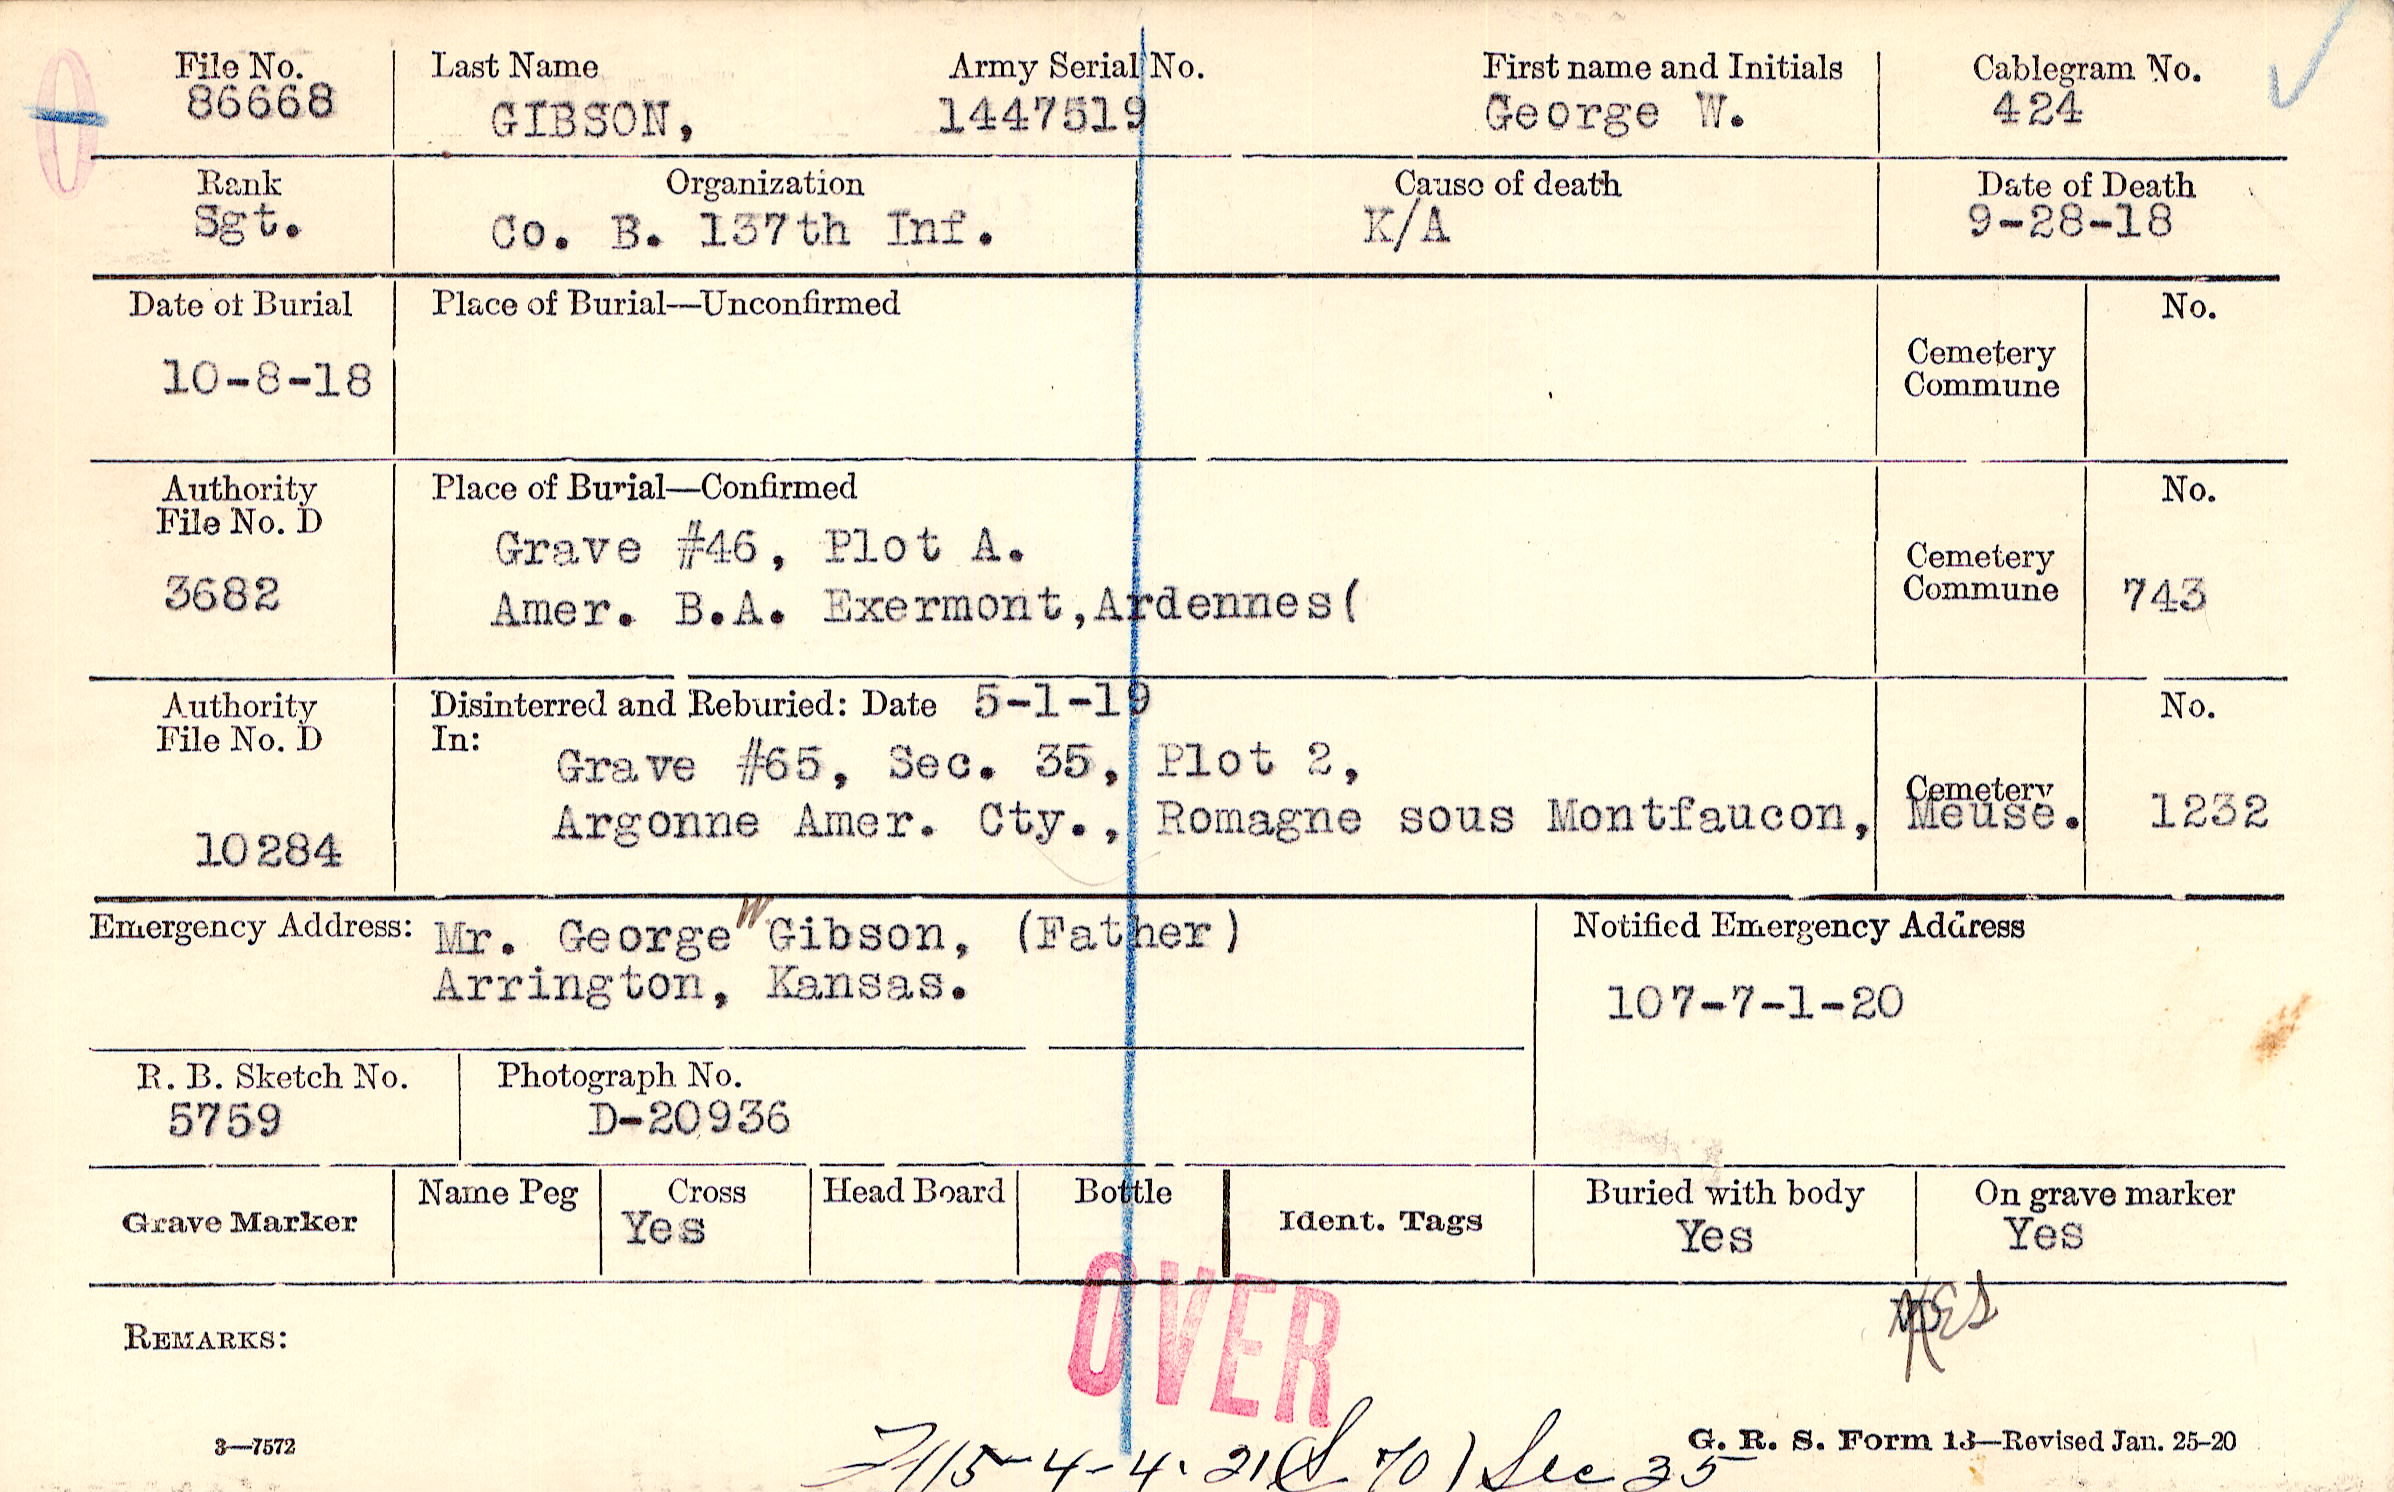 File No. Last Name Army Serial No. First name and Initials Cablegram No.
86668 GIBSON, 1447519 George W. 424
Rank Organization Cause of death Date of Death
Sgt. Co. B. 137th Inf. K/A 9-28-18
Date of Burial Place of Burial—Unconfirmed No.
10-8-18 Cemetery
Commune
Authority Place of Burial—Confirmed No.
File No. D
Grave #46, Plot A.
3682 Amer. B.A. Exermont,Ardennes( Cemetery
Commune 743
Authority Disinterred and Reburied: Date 5-1-19 No.
File No. D In:
Grave #65, Sec. 35, Plot 2,
Cemetery
Argonne Amer. Cty., Romagne sous Montfaucon, Meuse. 1232
10284
Emergency Address: Mr. George W Gibson, (Father) Notified Emergency Address
Arrington, Kansas. 107-7-1-20
R. B. Sketch No. Photograph No.
5759 D-20936
Grave Marker Name Peg Cross Head Board Bottle Ident. Tags Buried with body On grave marker
Yes Yes Yes
OVER
REMARKS:
3—7572 G. R. S. Form 13—Revised Jan. 25-20
115-4-4. 21 (S. 70) Sec 35